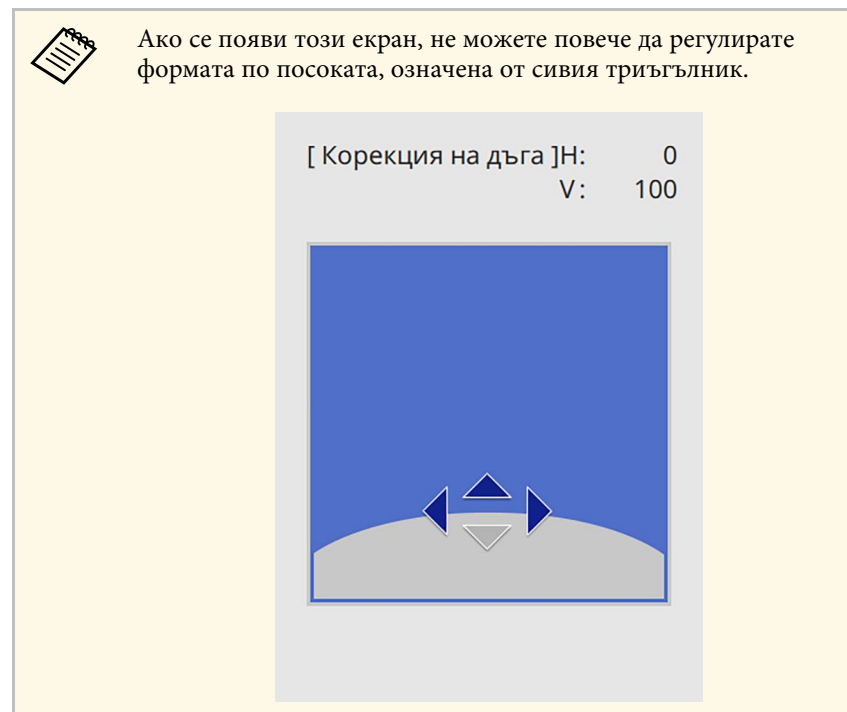 Ако се появи този екран, не можете повече да регулирате
формата по посоката, означена от сивия триъгълник.
[ Корекция на дъга ]H: 0
V: 100